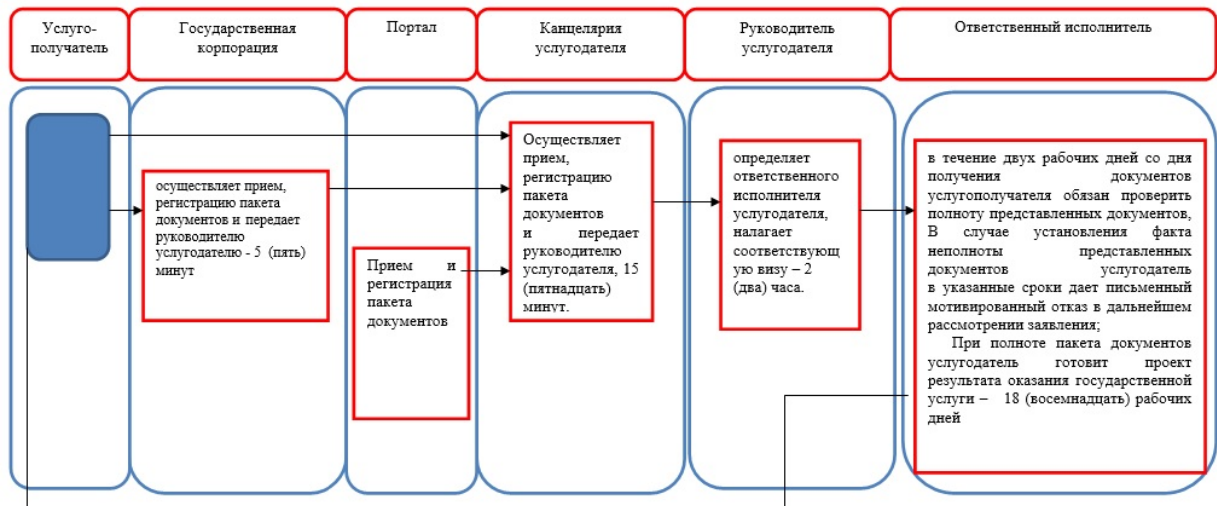 Услуго-
получатель
Государственная
корпорация
Портал
Канцелярия
услугодателя
Руководитель
услугодателя
Ответственный исполнитель
осуществляет прием,
регистрацию пакета
документов и передает
руководителю
услугодателю - 5 (пять)
минут
Прием и
регистрация
пакета
документов
Осуществляет
прием,
регистрацию
пакета
документов
и передает
руководителю
услугодателя, 15
(пятнадцать)
минут.
определяет
ответственного
исполнителя
услугодателя,
налагает
соответствующ
ую визу – 2
(два) часа.
в течение двух рабочих дней со дня
получения документов
услугополучателя обязан проверить
полноту представленных документов,
В случае установления факта
неполноты представленных
документов услугодатель
в указанные сроки дает письменный
мотивированный отказ в дальнейшем
рассмотрении заявления;
При полноте пакета документов
услугодатель готовит проект
результата оказания государственной
услуги – 18 (восемнадцать) рабочих
дней